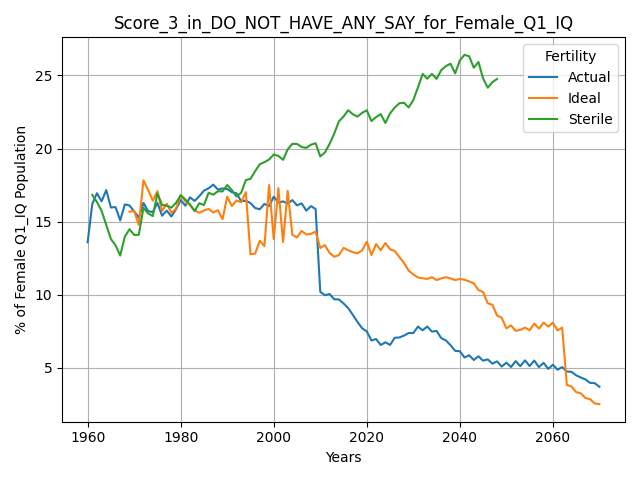 Score_3_in_DO_NOT_HAVE_ANY_SAY_for_Female_Q1_IQ
Fertility
Actual
Ideal
Sterile
% of Female Q1_IQ Population
25
20
15
10
5
1960
1980
2000
2020
2040
2060
Years